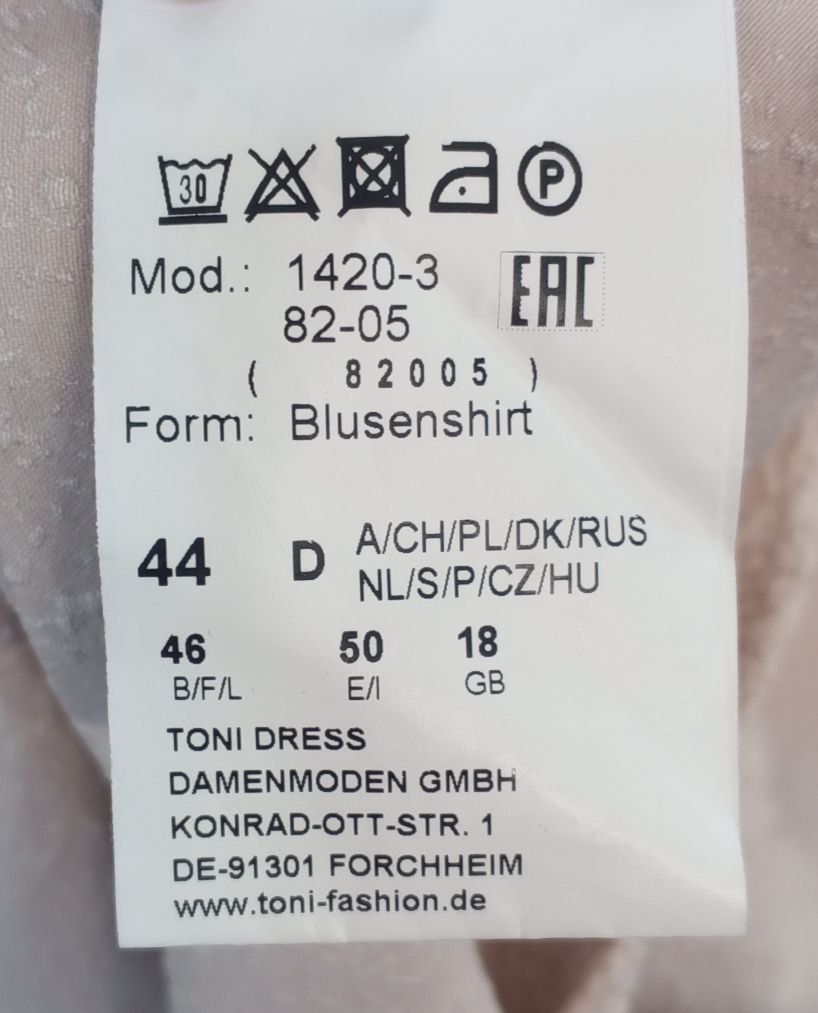 30 P
Mod.: 1420-3 EAC
82-05
( 82005 )
Form: Blusenshirt
44 D A/CH/PL/DK/RUS
NL/S/P/CZ/HU
46 50 18
B/F/L E/I GB
TONI DRESS
DAMENMODEN GMBH
KONRAD-OTT-STR. 1
DE-91301 FORCHHEIM
www.toni-fashion.de